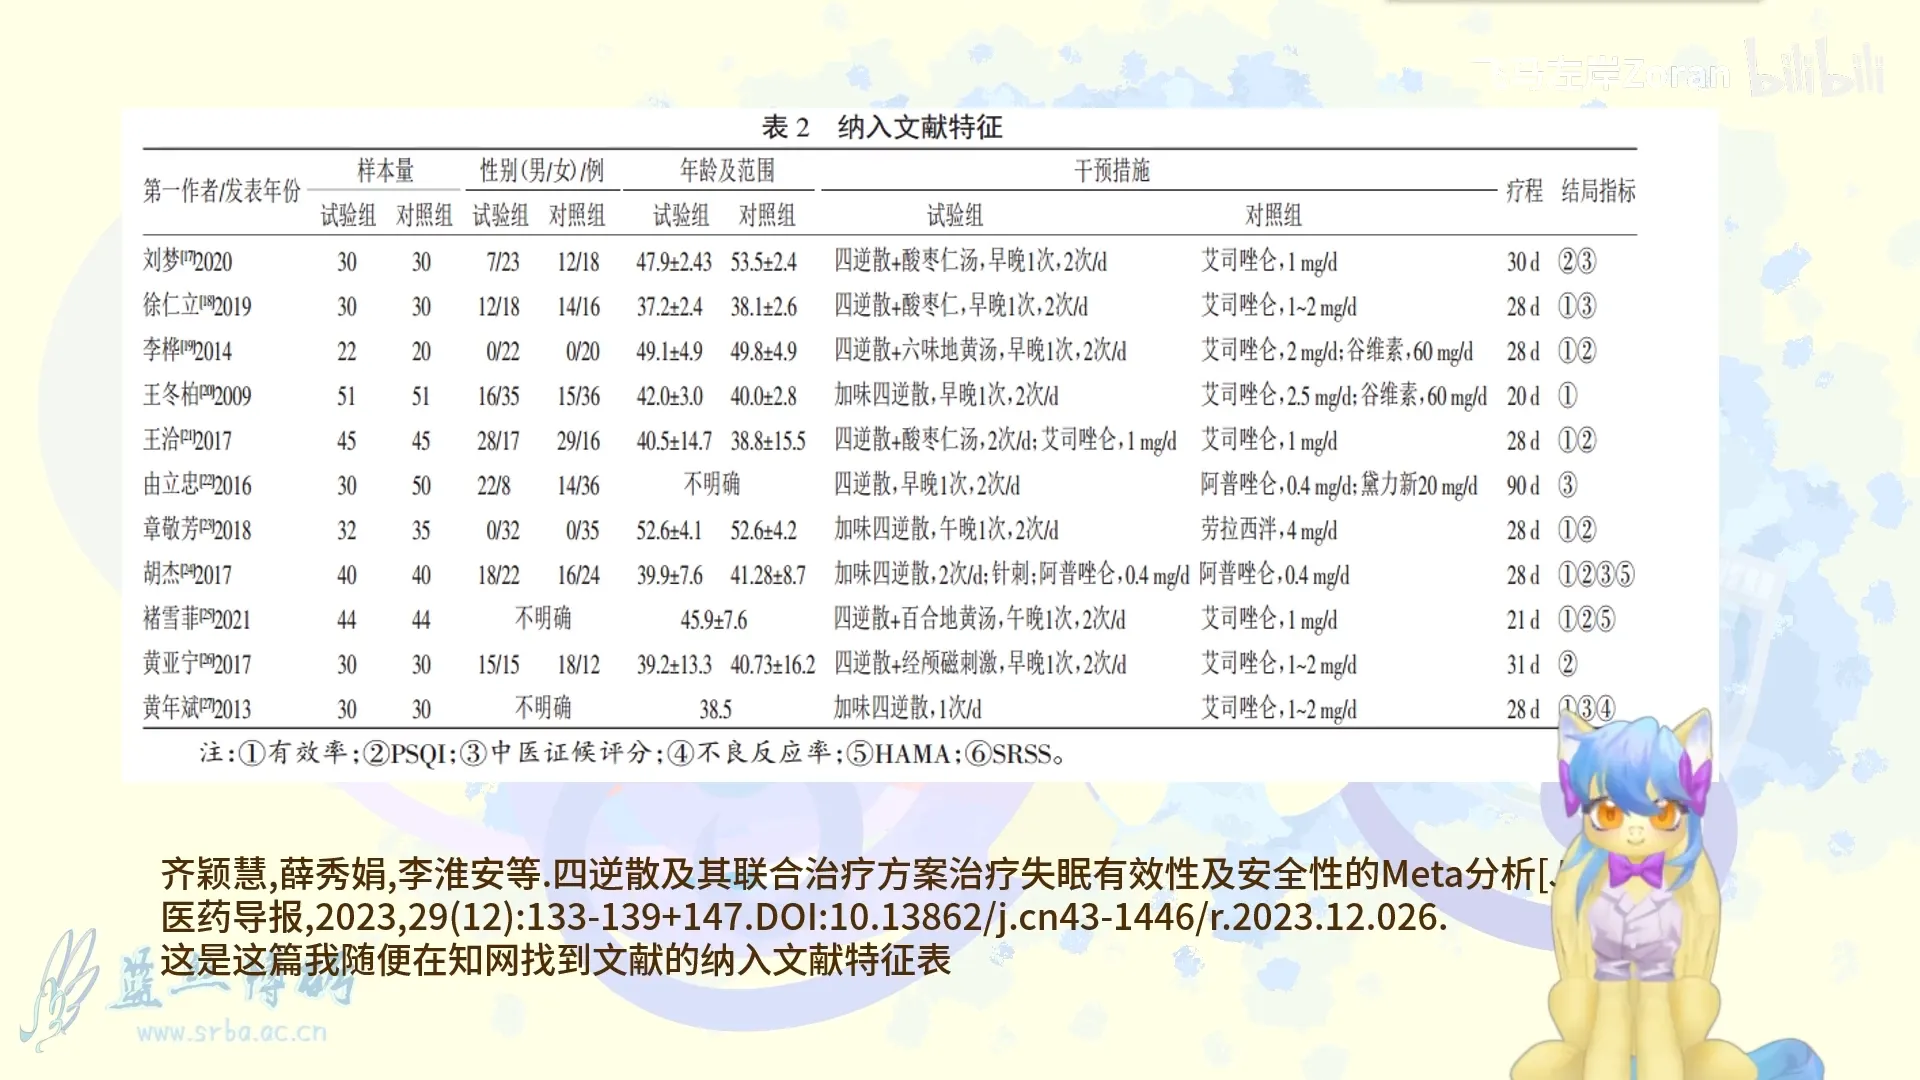 飞马左岸Zoran bilibili
表 2 纳入文献特征
第一作者/发表年份 样本量 性别(男/女)/例 年龄及范围 干预措施 疗程 结局指标
试验组 对照组 试验组 对照组 试验组 对照组 试验组 对照组
刘梦[17]2020 30 30 7/23 12/18 47.9±2.43 53.5±2.4 四逆散+酸枣仁汤,早晚1次,2次/d 艾司唑仑,1 mg/d 30 d ②③
徐仁立[18]2019 30 30 12/18 14/16 37.2±2.4 38.1±2.6 四逆散+酸枣仁,早晚1次,2次/d 艾司唑仑,1~2 mg/d 28 d ①③
李桦[19]2014 22 20 0/22 0/20 49.1±4.9 49.8±4.9 四逆散+六味地黄汤,早晚1次,2次/d 艾司唑仑,2 mg/d;谷维素,60 mg/d 28 d ①②
王冬柏[20]2009 51 51 16/35 15/36 42.0±3.0 40.0±2.8 加味四逆散,早晚1次,2次/d 艾司唑仑,2.5 mg/d;谷维素,60 mg/d 20 d ①
王洽[21]2017 45 45 28/17 29/16 40.5±14.7 38.8±15.5 四逆散+酸枣仁汤,2次/d;艾司唑仑,1 mg/d 艾司唑仑,1 mg/d 28 d ①②
由立忠[22]2016 30 50 22/8 14/36 不明确 四逆散,早晚1次,2次/d 阿普唑仑,0.4 mg/d;黛力新20 mg/d 90 d ③
章敬芳[23]2018 32 35 0/32 0/35 52.6±4.1 52.6±4.2 加味四逆散,午晚1次,2次/d 劳拉西泮,4 mg/d 28 d ①②
胡杰[24]2017 40 40 18/22 16/24 39.9±7.6 41.28±8.7 加味四逆散,2次/d;针刺;阿普唑仑,0.4 mg/d 阿普唑仑,0.4 mg/d 28 d ①②③⑤
褚雪菲[25]2021 44 44 不明确 45.9±7.6 四逆散+百合地黄汤,午晚1次,2次/d 艾司唑仑,1 mg/d 21 d ①②⑤
黄亚宁[26]2017 30 30 15/15 18/12 39.2±13.3 40.73±16.2 四逆散+经颅磁刺激,早晚1次,2次/d 艾司唑仑,1~2 mg/d 31 d ②
黄年斌[27]2013 30 30 不明确 38.5 加味四逆散,1次/d 艾司唑仑,1~2 mg/d 28 d ①③④
注:①有效率;②PSQI;③中医证候评分;④不良反应率;⑤HAMA;⑥SRSS。
齐颖慧,薛秀娟,李淮安等.四逆散及其联合治疗方案治疗失眠有效性及安全性的Meta分析[
医药导报,2023,29(12):133-139+147.DOI:10.13862/j.cn43-1446/r.2023.12.026.
这是这篇我随便在知网找到文献的纳入文献特征表
www.srba.ac.cn